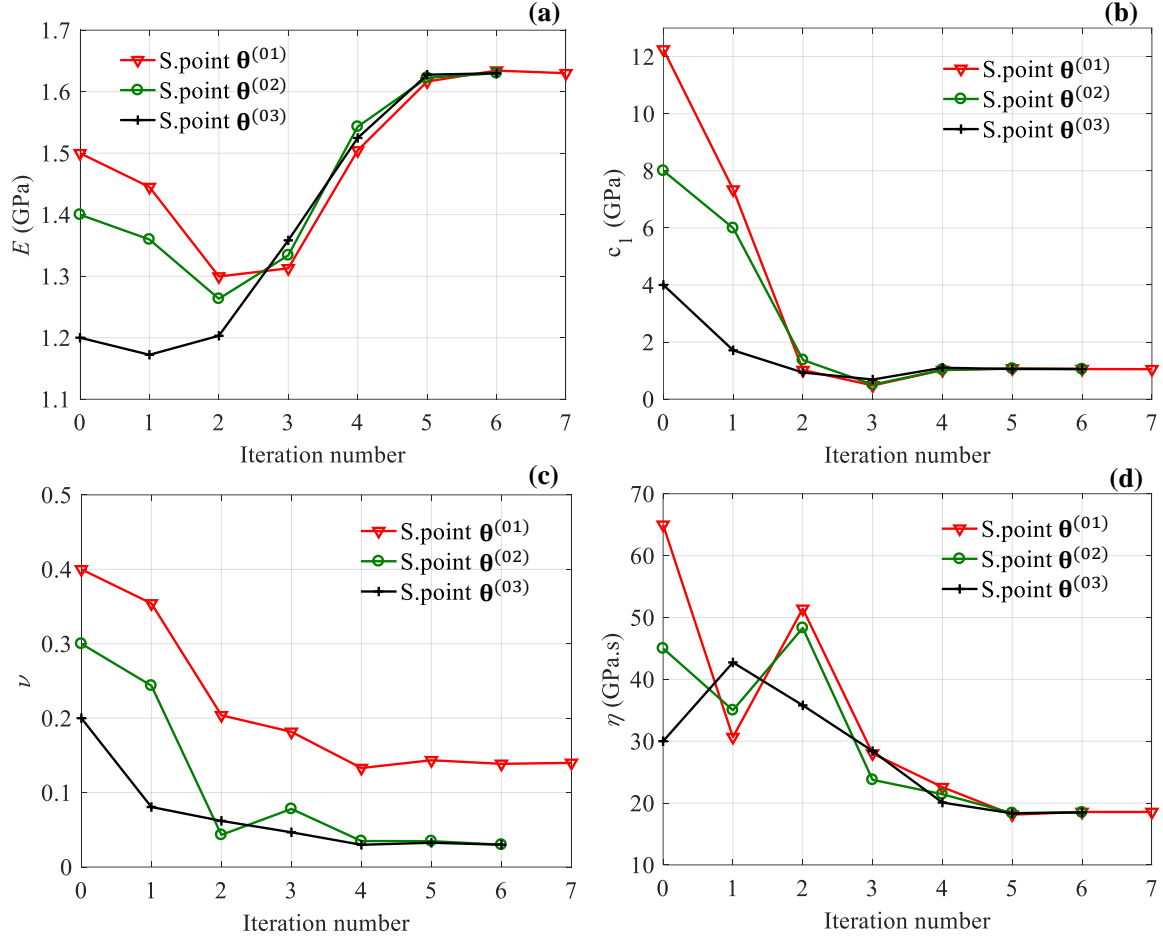 (a)
1.7
1.6
1.5
1.4
1.3
1.2
1.1
E (GPa)
S.point θ^(01)
S.point θ^(02)
S.point θ^(03)
0 1 2 3 4 5 6 7
Iteration number
(b)
12
10
8
6
4
2
0
c₁ (GPa)
S.point θ^(01)
S.point θ^(02)
S.point θ^(03)
0 1 2 3 4 5 6 7
Iteration number
(c)
0.5
0.4
0.3
0.2
0.1
0
ν
S.point θ^(01)
S.point θ^(02)
S.point θ^(03)
0 1 2 3 4 5 6 7
Iteration number
(d)
70
60
50
40
30
20
10
η (GPa.s)
S.point θ^(01)
S.point θ^(02)
S.point θ^(03)
0 1 2 3 4 5 6 7
Iteration number